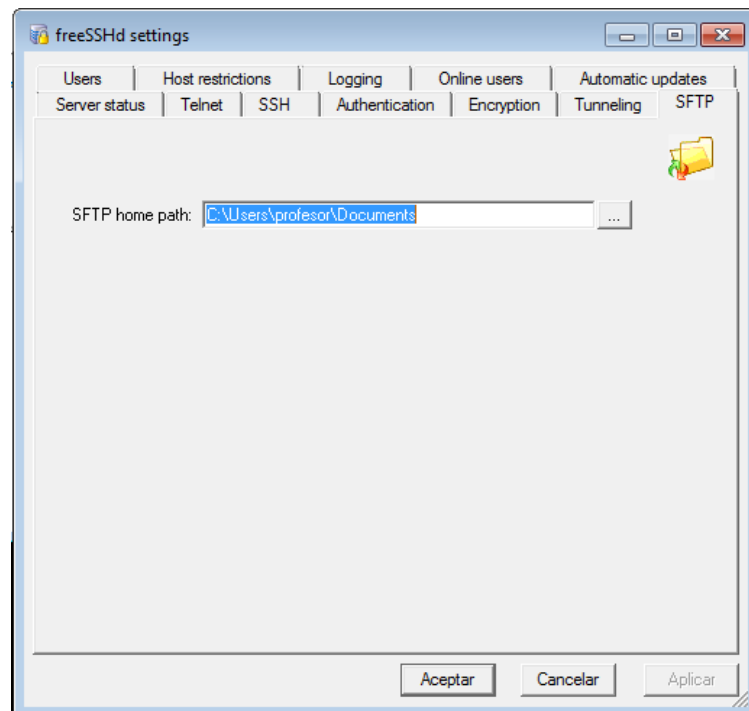 freeSSHd settings
Users Host restrictions Logging Online users Automatic updates
Server status Telnet SSH Authentication Encryption Tunneling SFTP
SFTP home path: C:\Users\profesor\Documents ...
Aceptar Cancelar Aplicar